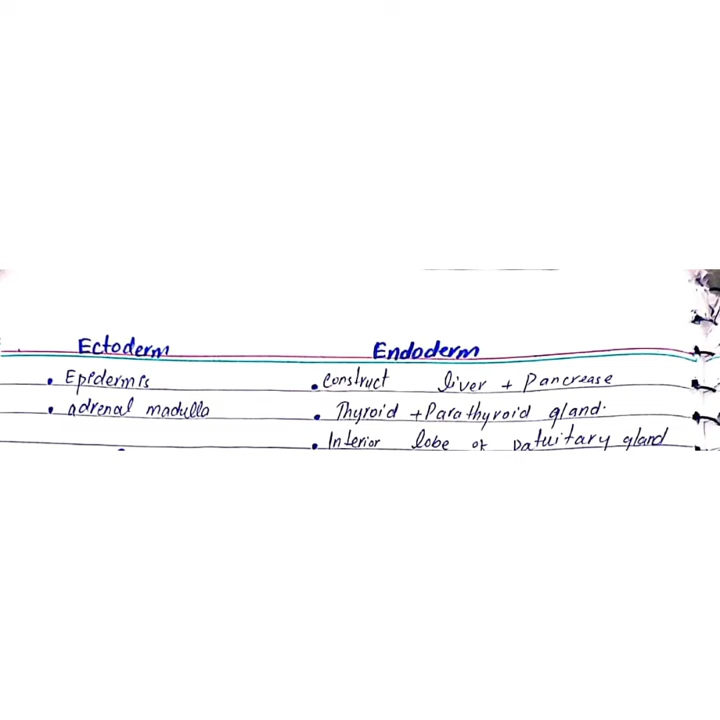 Ectoderm Endoderm
• Epidermis • construct liver + Pancrease
• adrenal madulla • Thyroid + Parathyroid gland.
• Interior lobe of patuitary gland